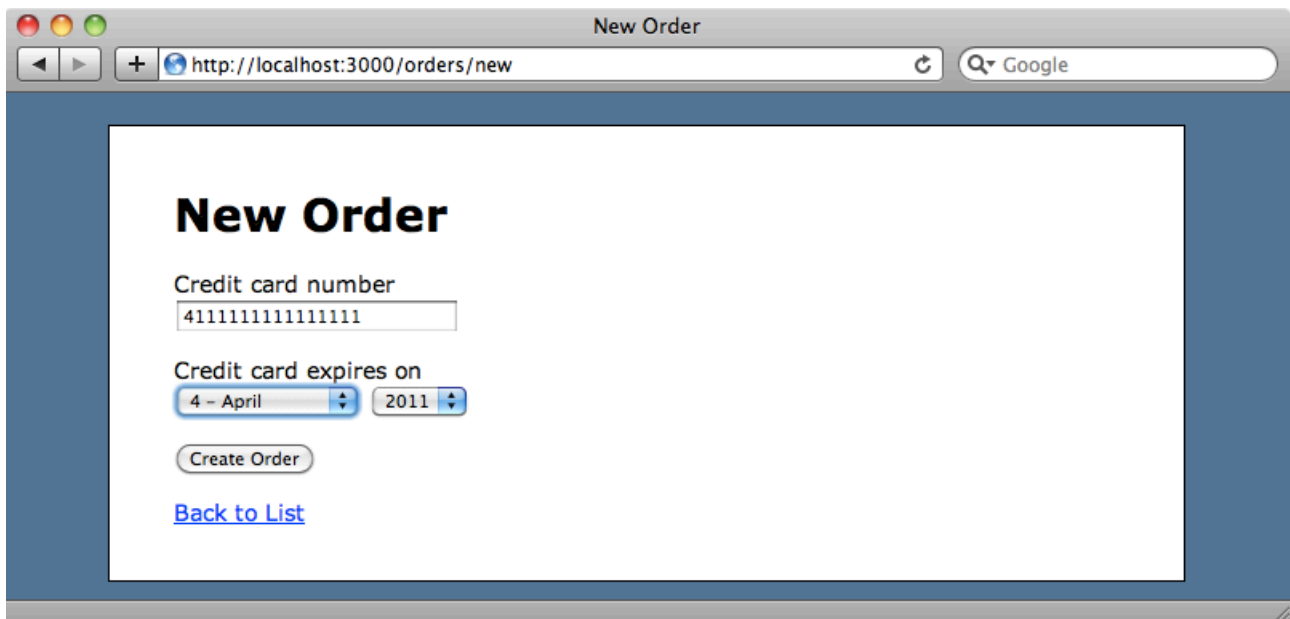 New Order
http://localhost:3000/orders/new
Google
New Order
Credit card number
4111111111111111
Credit card expires on
4 – April 2011
Create Order
Back to List